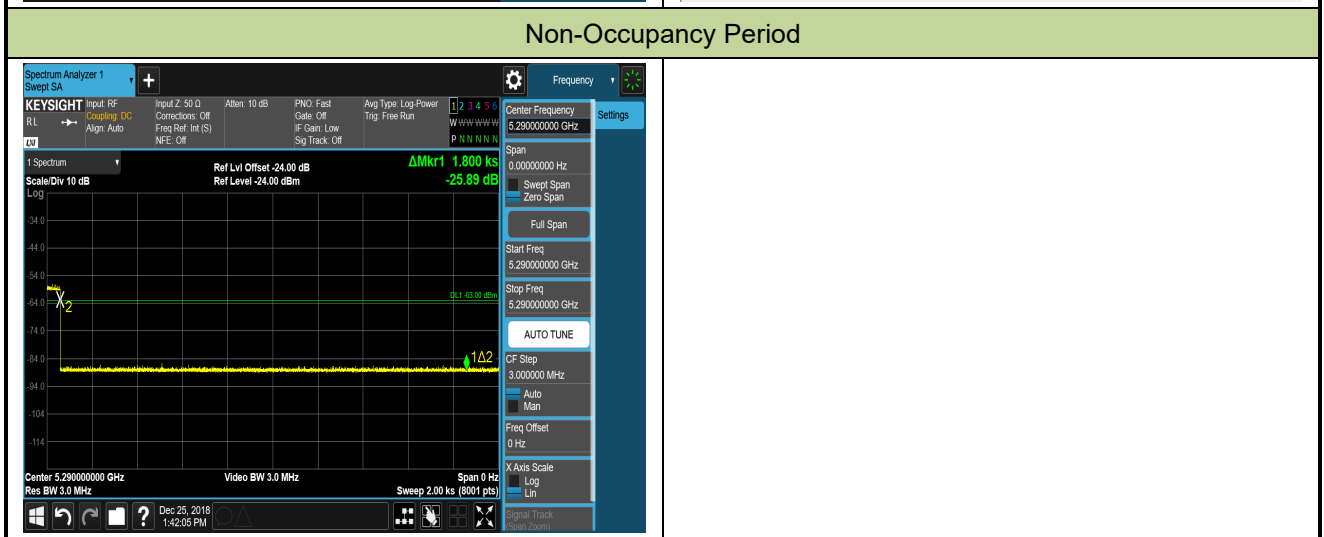 Non-Occupancy Period
Spectrum Analyzer 1
Swept SA
+
Frequency
KEYSIGHT
R L
LXI
Input: RF
Coupling: DC
Align: Auto
Input Z: 50 Ω
Corrections: Off
Freq Ref: Int (S)
NFE: Off
Atten: 10 dB
PNO: Fast
Gate: Off
IF Gain: Low
Sig Track: Off
Avg Type: Log-Power
Trig: Free Run
1 2 3 4 5 6
W W W W W W
P N N N N N
1 Spectrum
Scale/Div 10 dB
Log
Ref Lvl Offset -24.00 dB
Ref Level -24.00 dBm
ΔMkr1 1.800 ks
-25.89 dB
-34.0
-44.0
-54.0
-64.0
-74.0
-84.0
-94.0
-104
-114
X2
DL1 -63.00 dBm
1Δ2
Center 5.290000000 GHz
Res BW 3.0 MHz
Video BW 3.0 MHz
Span 0 Hz
Sweep 2.00 ks (8001 pts)
Center Frequency
5.290000000 GHz
Settings
Span
0.00000000 Hz
Swept Span
Zero Span
Full Span
Start Freq
5.290000000 GHz
Stop Freq
5.290000000 GHz
AUTO TUNE
CF Step
3.000000 MHz
Auto
Man
Freq Offset
0 Hz
X Axis Scale
Log
Lin
Signal Track
(Span Zoom)
?
Dec 25, 2018
1:42:05 PM